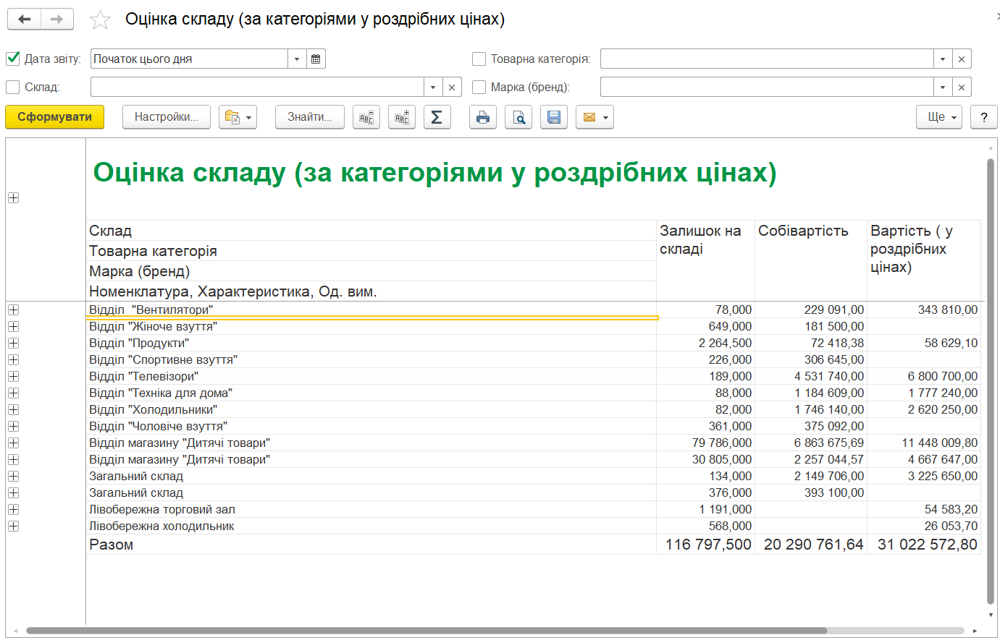 Оцінка складу (за категоріями у роздрібних цінах)
Дата звіту: Початок цього дня Товарна категорія:
Склад: Марка (бренд):
Сформувати Настройки... Знайти... ABC ABC Σ Ще ?
Оцінка складу (за категоріями у роздрібних цінах)
Склад Залишок на складі Собівартість Вартість ( у роздрібних цінах)
Товарна категорія
Марка (бренд)
Номенклатура, Характеристика, Од. вим.
Відділ "Вентилятори" 78,000 229 091,00 343 810,00
Відділ "Жіноче взуття" 649,000 181 500,00
Відділ "Продукти" 2 264,500 72 418,38 58 629,10
Відділ "Спортивне взуття" 226,000 306 645,00
Відділ "Телевізори" 189,000 4 531 740,00 6 800 700,00
Відділ "Техніка для дома" 88,000 1 184 609,00 1 777 240,00
Відділ "Холодильники" 82,000 1 746 140,00 2 620 250,00
Відділ "Чоловіче взуття" 361,000 375 092,00
Відділ магазину "Дитячі товари" 79 786,000 6 863 675,69 11 448 009,80
Відділ магазину "Дитячі товари" 30 805,000 2 257 044,57 4 667 647,00
Загальний склад 134,000 2 149 706,00 3 225 650,00
Загальний склад 376,000 393 100,00
Лівобережна торговий зал 1 191,000 54 583,20
Лівобережна холодильник 568,000 26 053,70
Разом 116 797,500 20 290 761,64 31 022 572,80